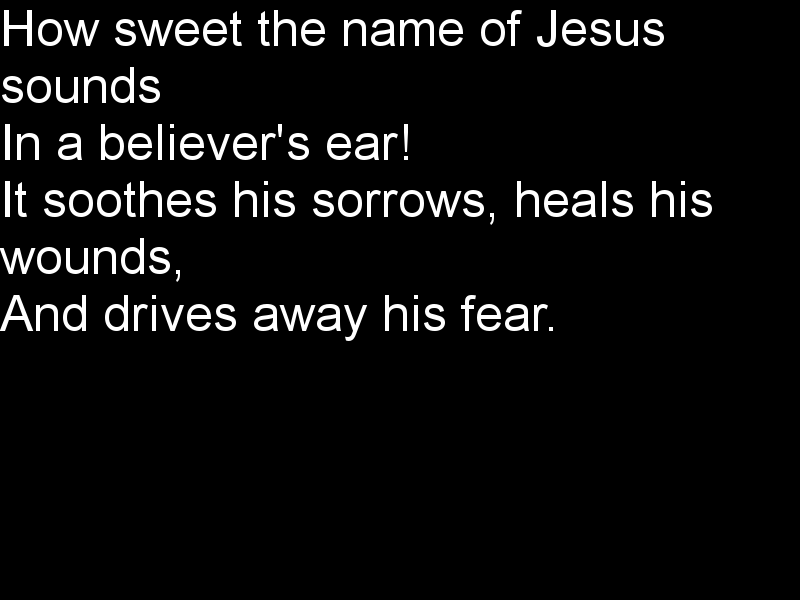 How sweet the name of Jesus
sounds
In a believer's ear!
It soothes his sorrows, heals his
wounds,
And drives away his fear.